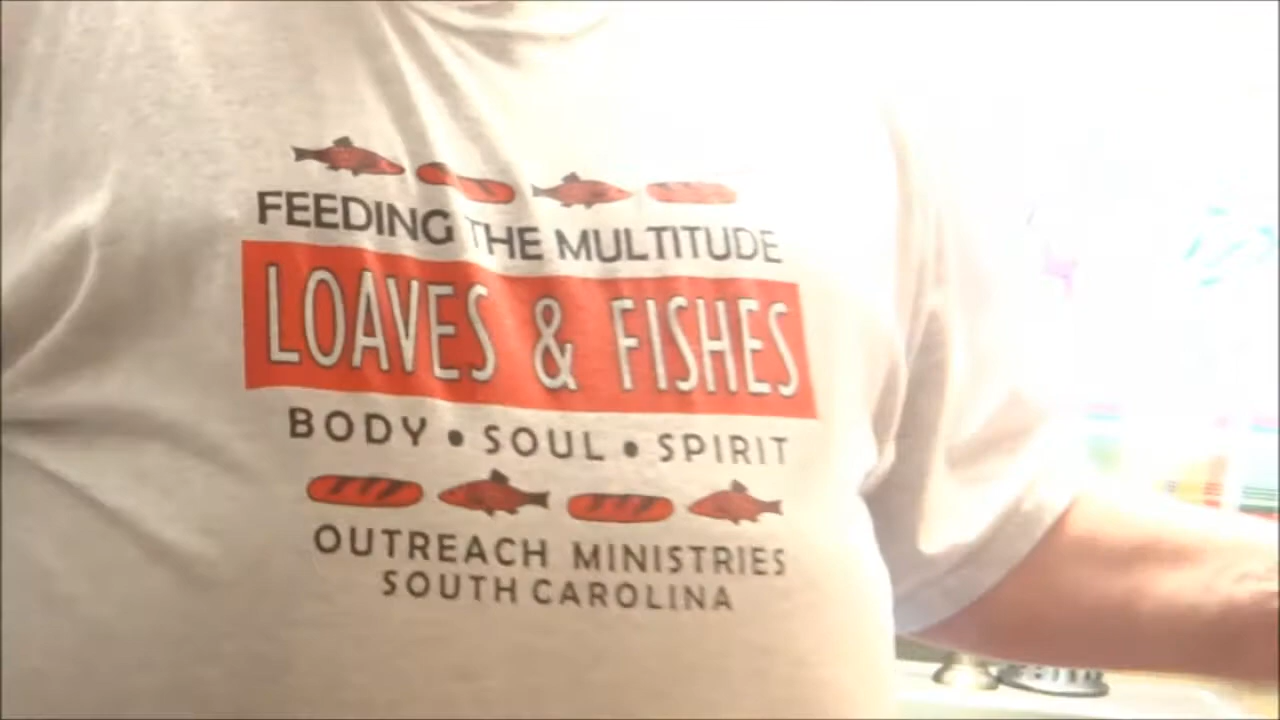 FEEDING THE MULTITUDE
LOAVES & FISHES
BODY • SOUL • SPIRIT
OUTREACH MINISTRIES
SOUTH CAROLINA